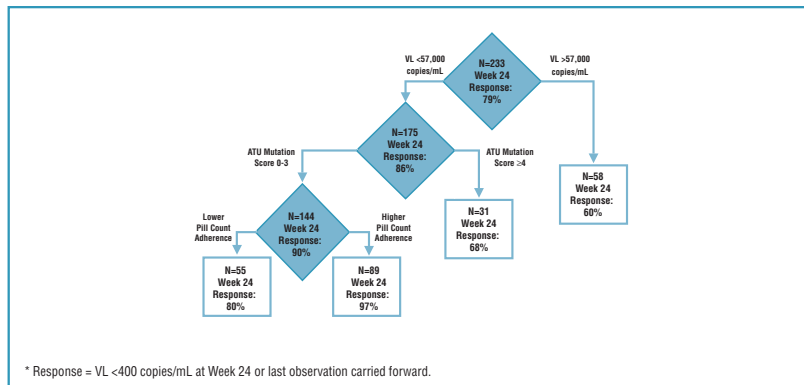 VL <57,000
copies/mL
N=233
Week 24
Response:
79%
VL >57,000
copies/mL
ATU Mutation
Score 0-3
N=175
Week 24
Response:
86%
ATU Mutation
Score ≥4
N=58
Week 24
Response:
60%
Lower
Pill Count
Adherence
N=144
Week 24
Response:
90%
Higher
Pill Count
Adherence
N=31
Week 24
Response:
68%
N=55
Week 24
Response:
80%
N=89
Week 24
Response:
97%
* Response = VL <400 copies/mL at Week 24 or last observation carried forward.